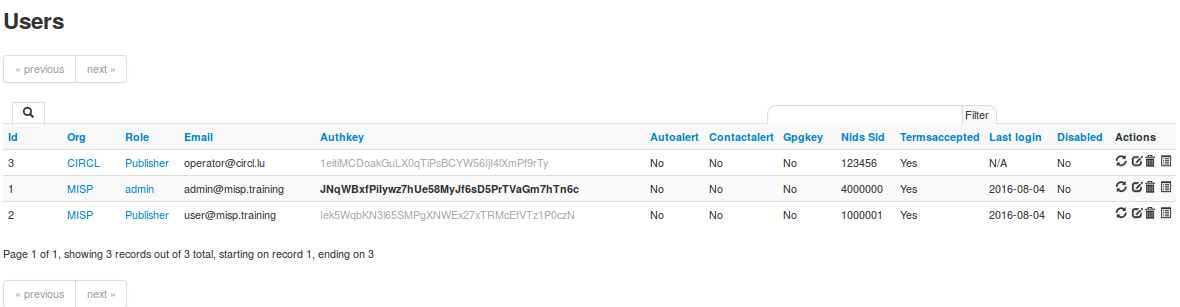 Users
« previous next »
Filter
Id Org Role Email Authkey Autoalert Contactalert Gpgkey Nids Sid Termsaccepted Last login Disabled Actions
3 CIRCL Publisher operator@circl.lu 1eitiMCDoakGuLX0qTiPsBCYW56IjI4lXmPf9rTy No No No 123456 Yes N/A No
1 MISP admin admin@misp.training JNqWBxfPiIywz7hUe58MyJf6sD5PrTVaGm7hTn6c No No No 4000000 Yes 2016-08-04 No
2 MISP Publisher user@misp.training Iek5WqbKN3I65SMPgXNWEx27xTRMcEfVTz1P0czN No No No 1000001 Yes 2016-08-04 No
Page 1 of 1, showing 3 records out of 3 total, starting on record 1, ending on 3
« previous next »